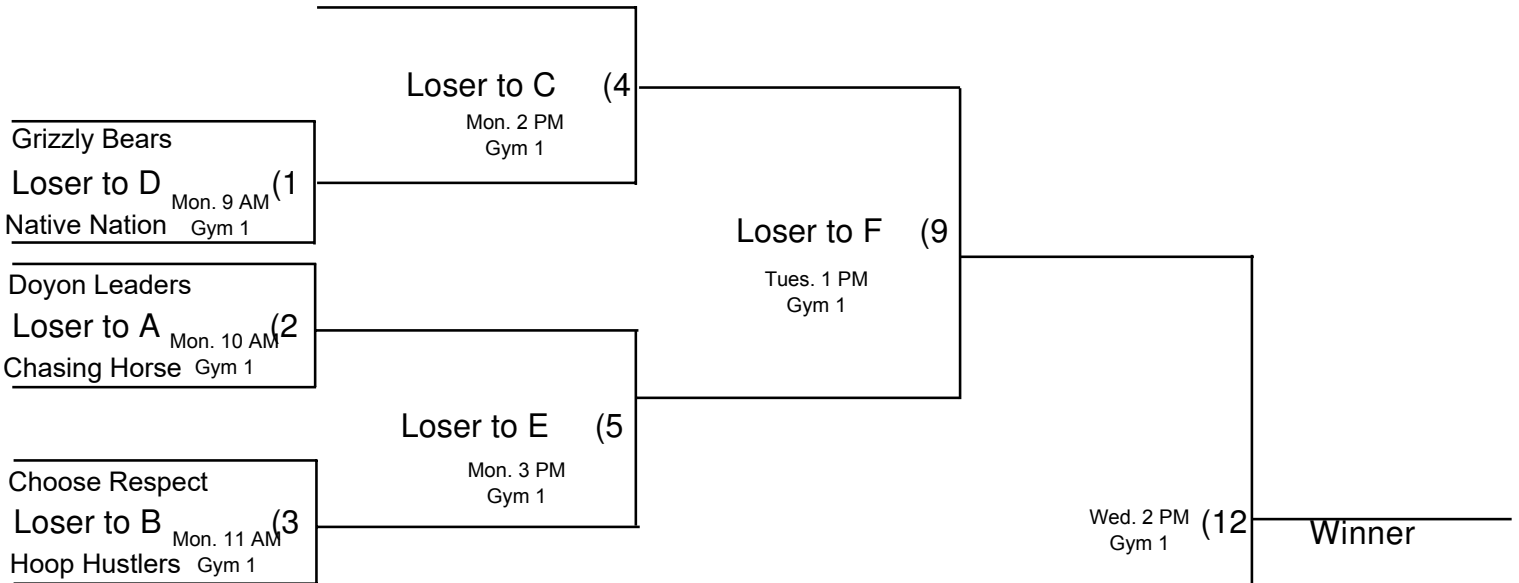 Loser to C (4
Mon. 2 PM
Gym 1
Grizzly Bears
Loser to D Mon. 9 AM (1
Native Nation Gym 1
Loser to F (9
Tues. 1 PM
Gym 1
Doyon Leaders
Loser to A Mon. 10 AM (2
Chasing Horse Gym 1
Loser to E (5
Mon. 3 PM
Gym 1
Choose Respect
Loser to B Mon. 11 AM (3
Hoop Hustlers Gym 1
Wed. 2 PM (12 Winner
Gym 1